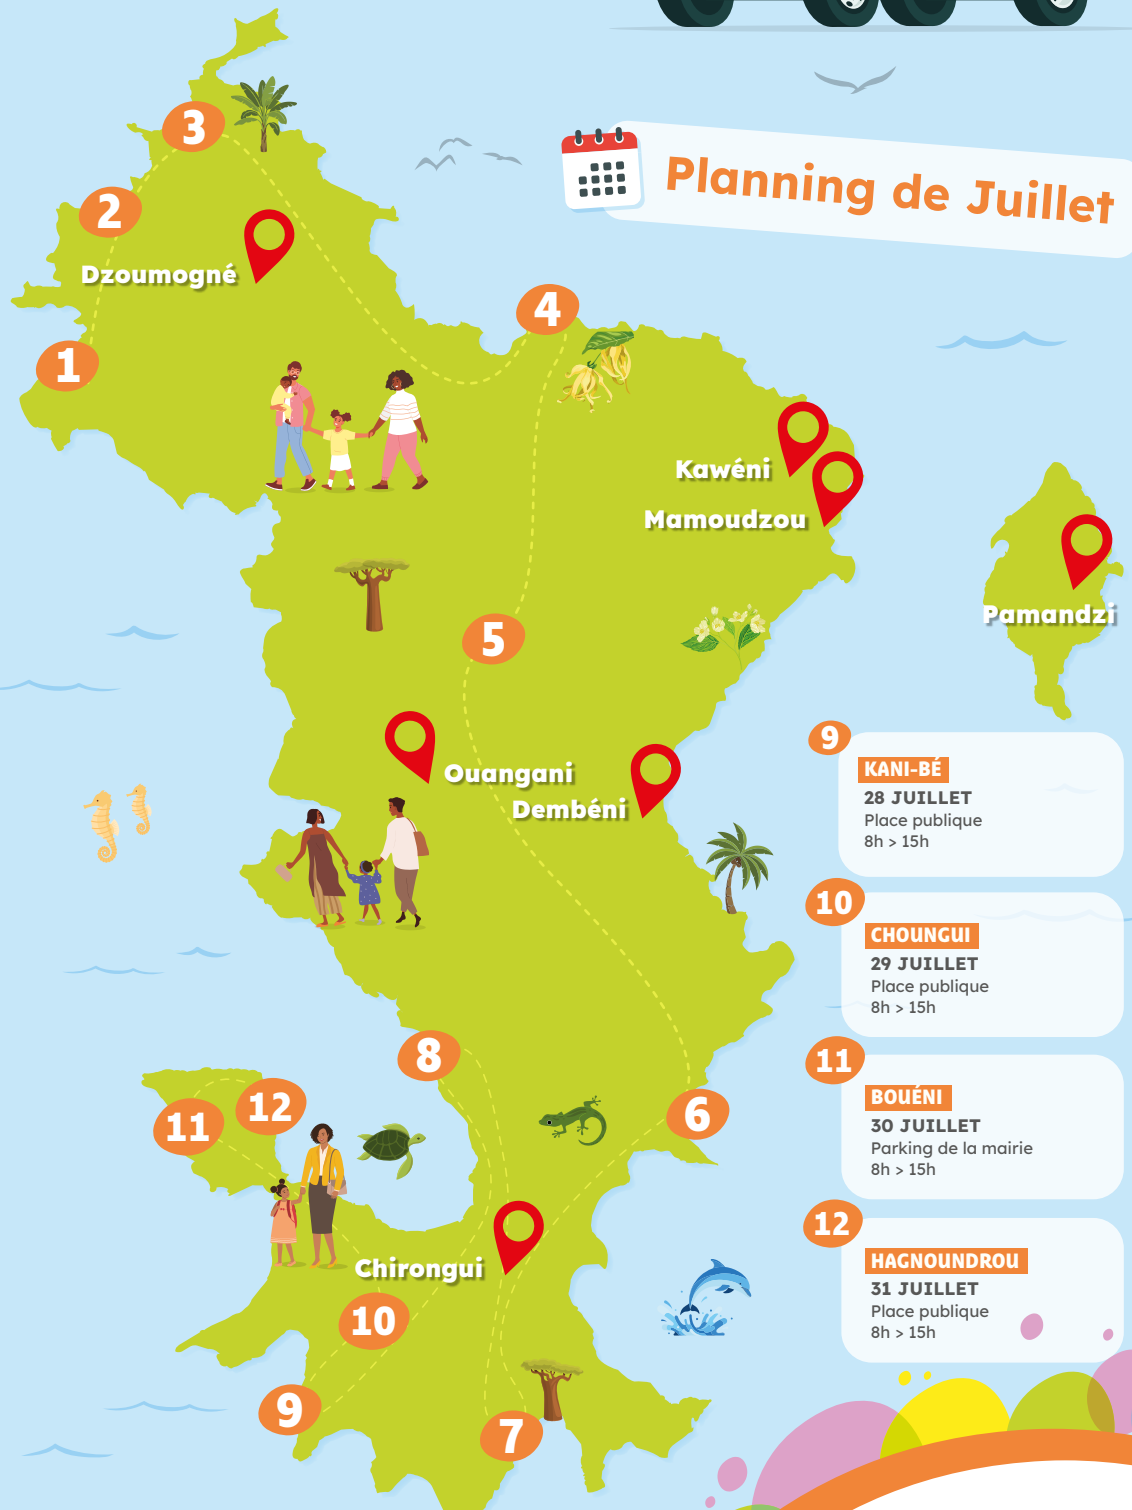 Planning de Juillet
3
2
Dzoumogné
4
1
Kawéni
Mamoudzou
Pamandzi
5
Ouangani
Dembéni
8
6
11
12
Chirongui
10
9
7
9
KANI-BÉ
28 JUILLET
Place publique
8h > 15h
10
CHOUNGUI
29 JUILLET
Place publique
8h > 15h
11
BOUÉNI
30 JUILLET
Parking de la mairie
8h > 15h
12
HAGNOUNDROU
31 JUILLET
Place publique
8h > 15h